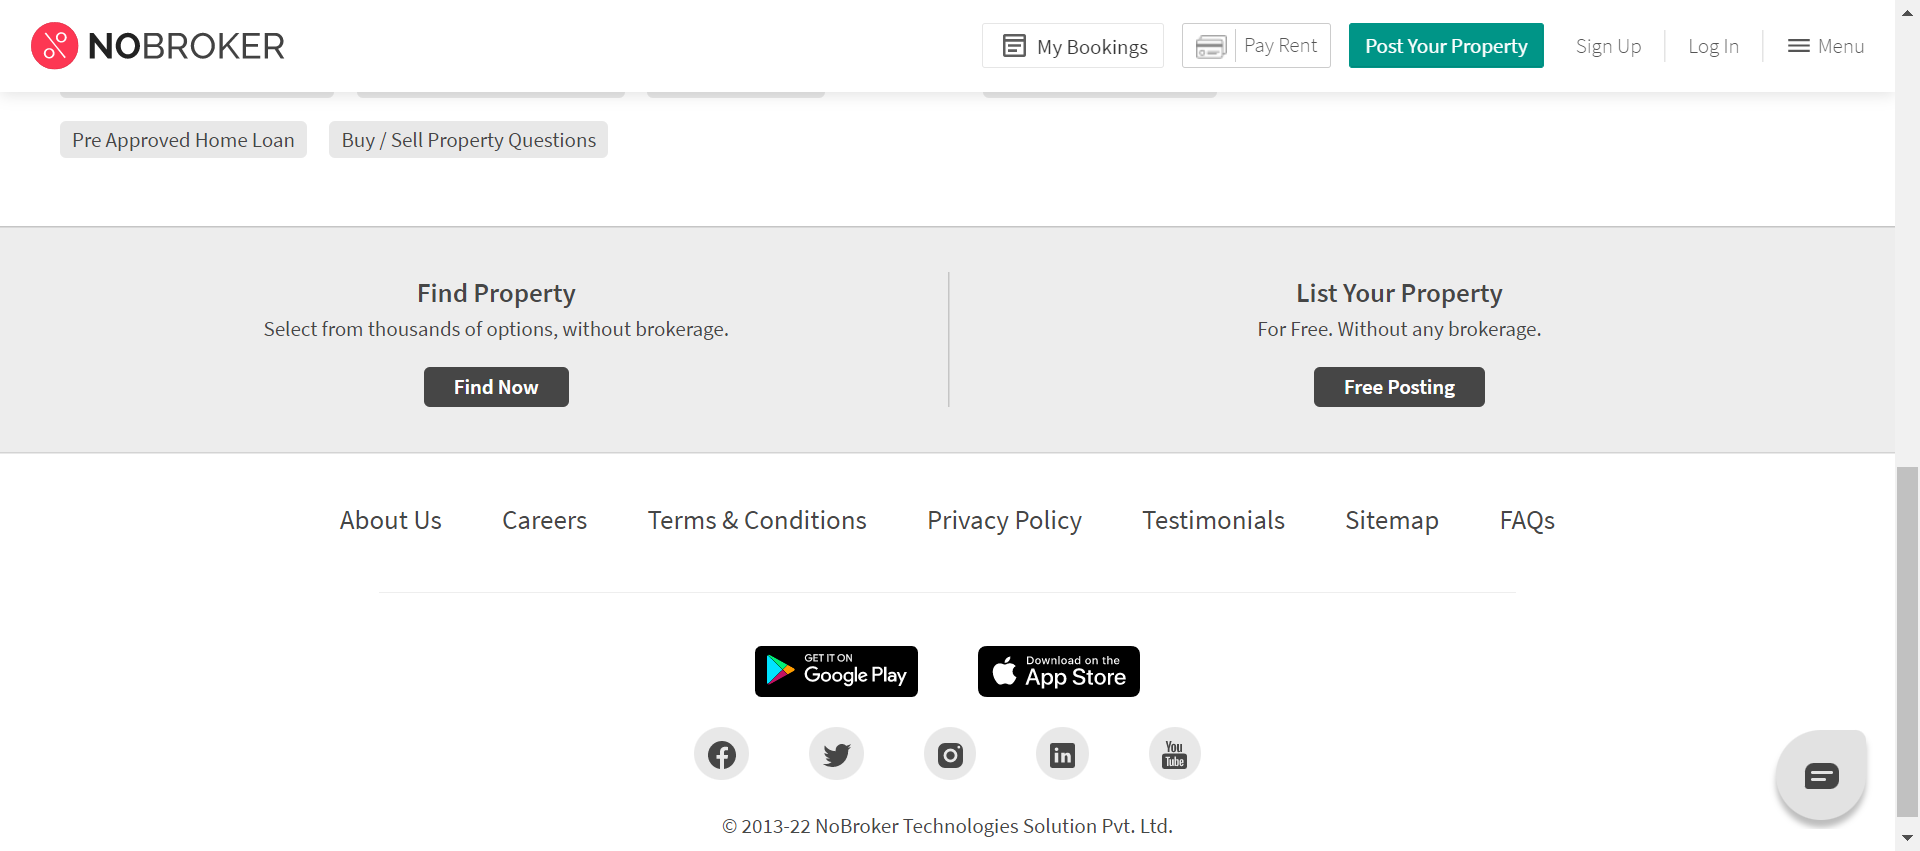 NOBROKER
My Bookings
Pay Rent
Post Your Property
Sign Up
Log In
Menu
Pre Approved Home Loan
Buy / Sell Property Questions
Find Property
Select from thousands of options, without brokerage.
Find Now
List Your Property
For Free. Without any brokerage.
Free Posting
About Us
Careers
Terms & Conditions
Privacy Policy
Testimonials
Sitemap
FAQs
GET IT ON
Google Play
Download on the
App Store
You
Tube
© 2013-22 NoBroker Technologies Solution Pvt. Ltd.